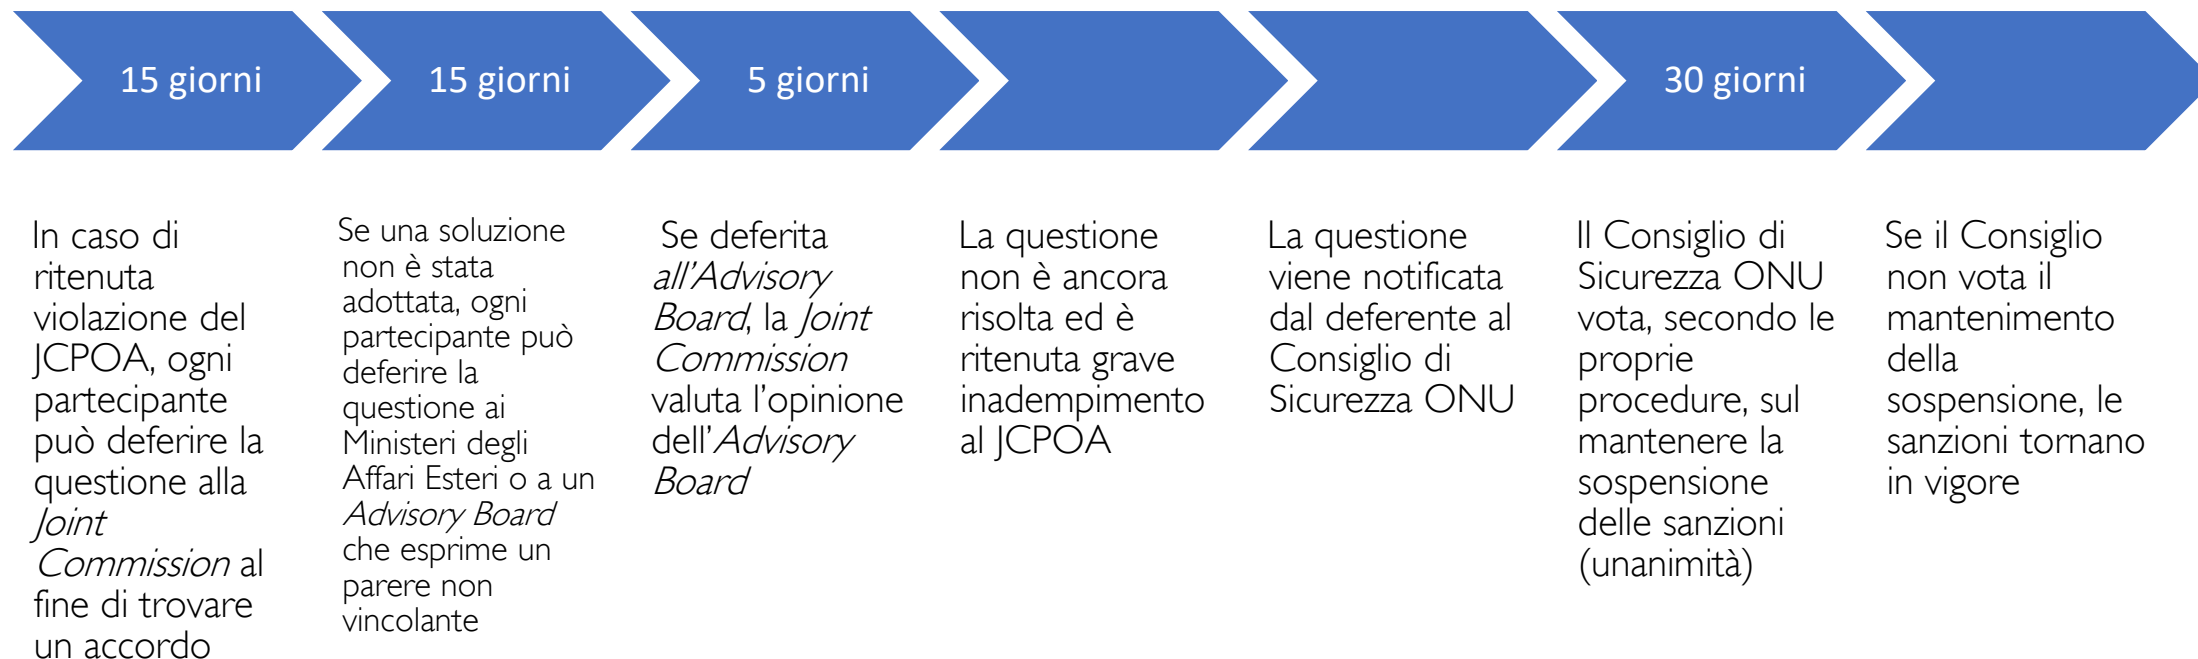 15 giorni
15 giorni
5 giorni
30 giorni
In caso di
ritenuta
violazione del
JCPOA, ogni
partecipante
può deferire la
questione alla
Joint
Commission al
fine di trovare
un accordo
Se una soluzione
non è stata
adottata, ogni
partecipante può
deferire la
questione ai
Ministeri degli
Affari Esteri o a un
Advisory Board
che esprime un
parere non
vincolante
Se deferita
all’Advisory
Board, la Joint
Commission
valuta l’opinione
dell’Advisory
Board
La questione
non è ancora
risolta ed è
ritenuta grave
inadempimento
al JCPOA
La questione
viene notificata
dal deferente al
Consiglio di
Sicurezza ONU
Il Consiglio di
Sicurezza ONU
vota, secondo le
proprie
procedure, sul
mantenere la
sospensione
delle sanzioni
(unanimità)
Se il Consiglio
non vota il
mantenimento
della
sospensione, le
sanzioni tornano
in vigore